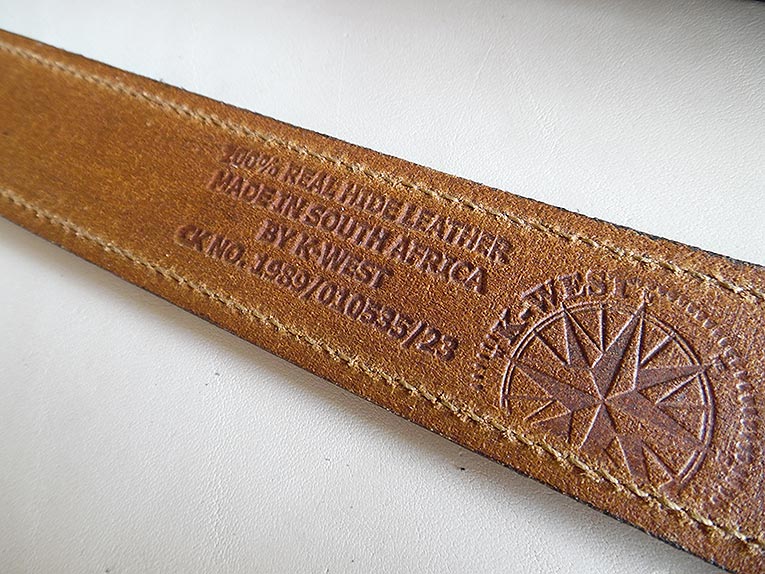 100% REAL HIDE LEATHER
MADE IN SOUTH AFRICA
BY K-WEST
CK NO. 1989/010535/23
K-WEST